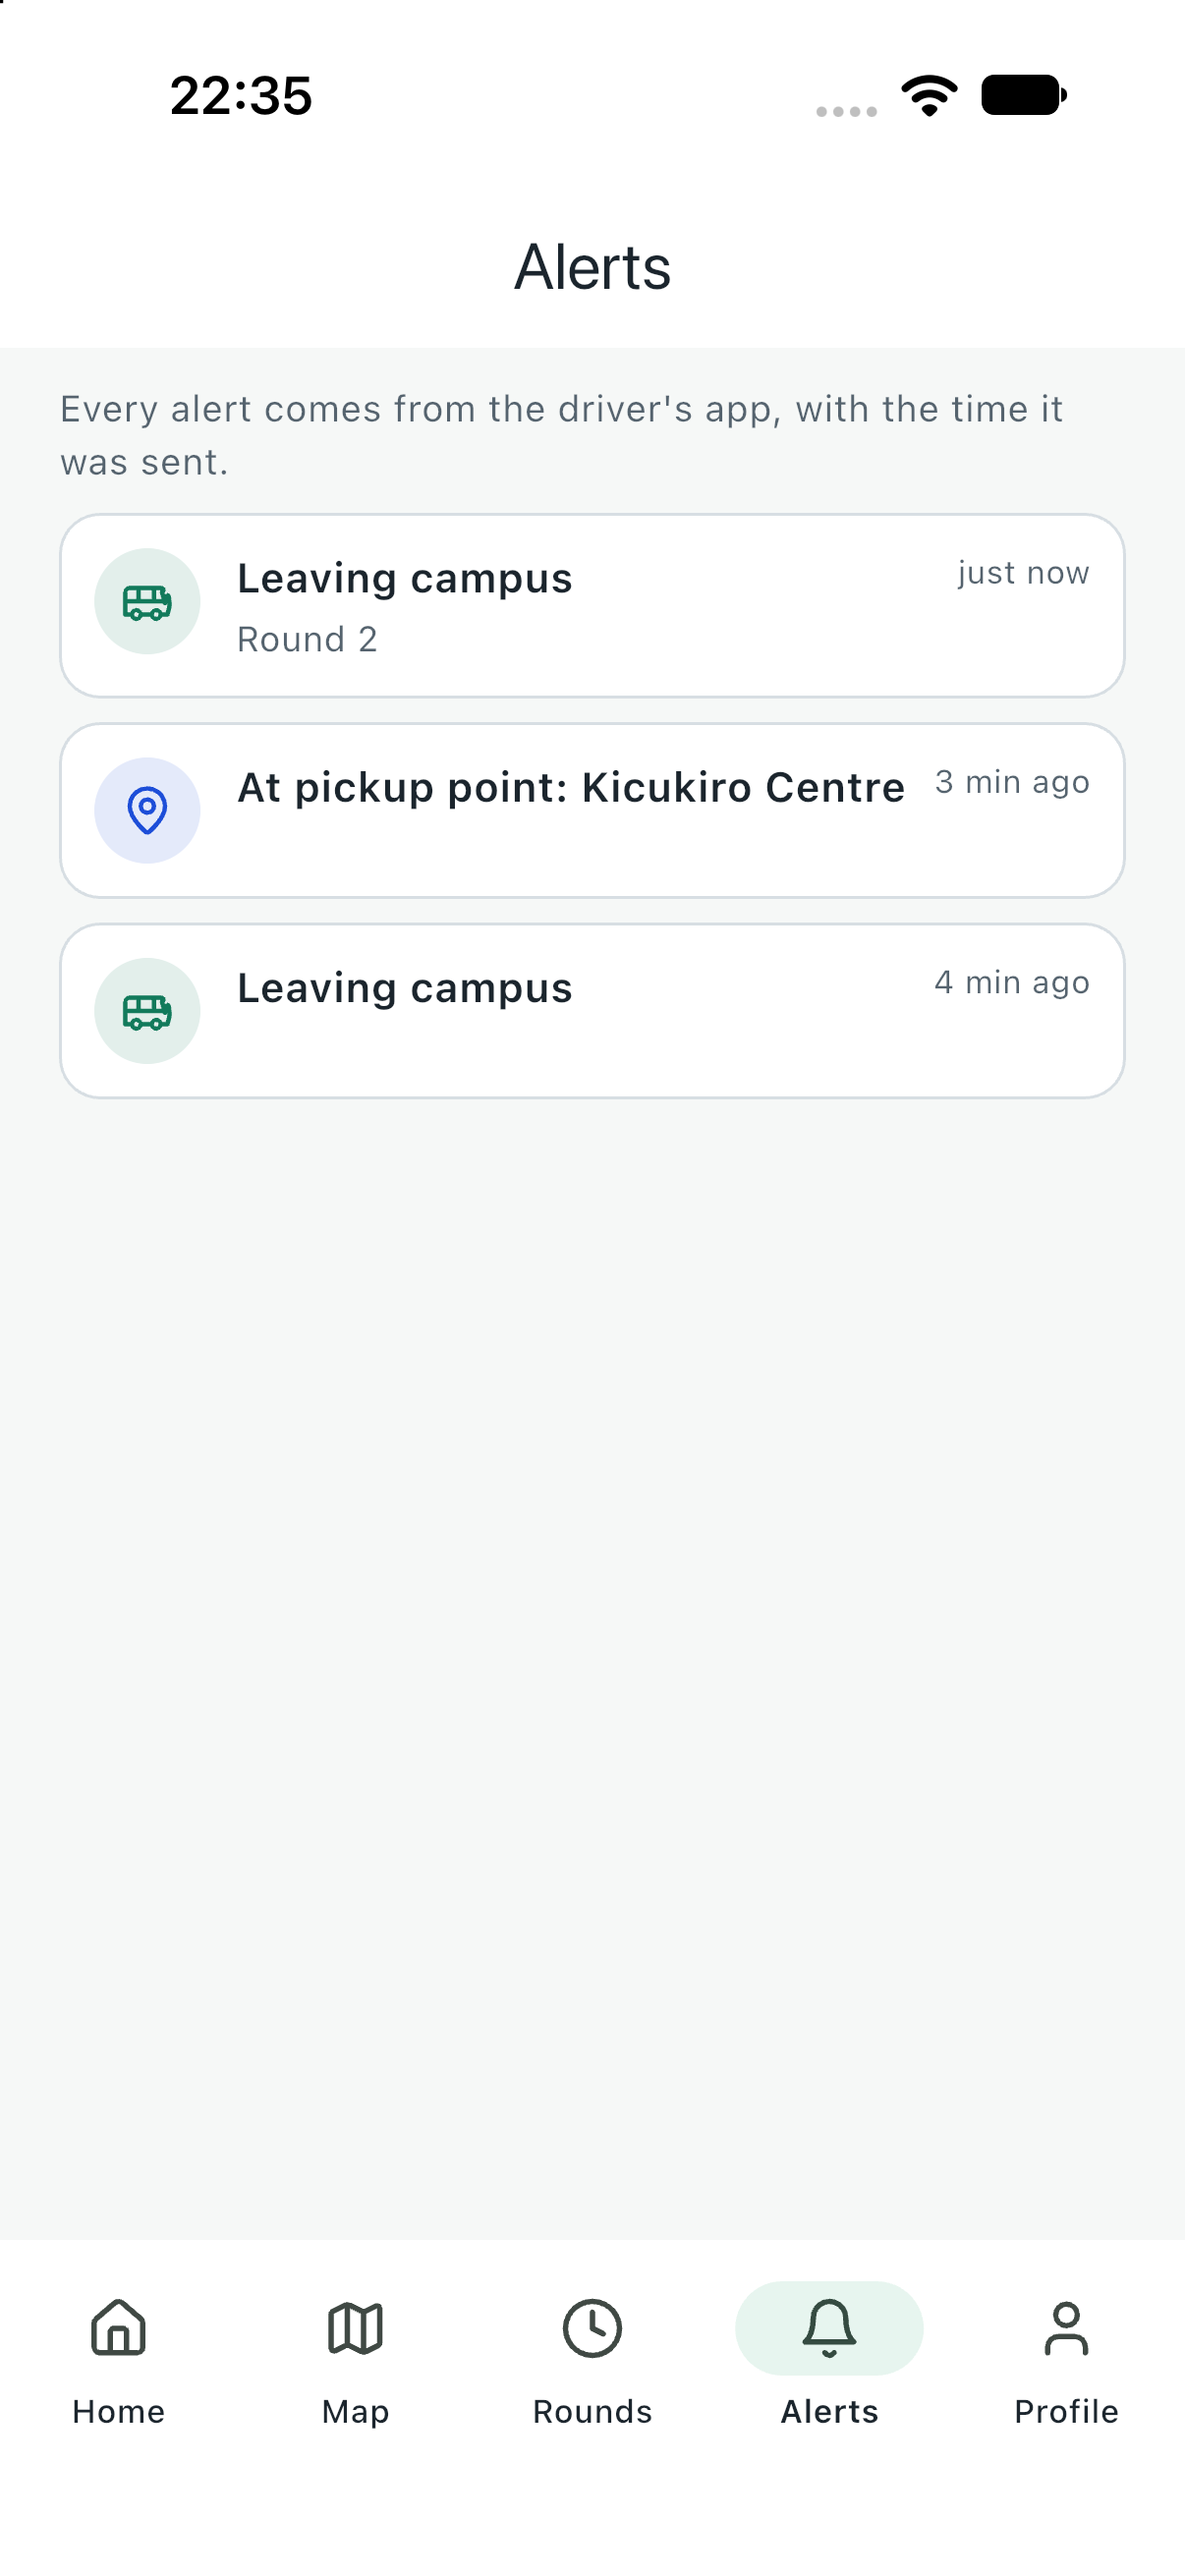 22:35
Alerts
Every alert comes from the driver's app, with the time it
was sent.
Leaving campus
just now
Round 2
At pickup point: Kicukiro Centre
3 min ago
Leaving campus
4 min ago
Home
Map
Rounds
Alerts
Profile